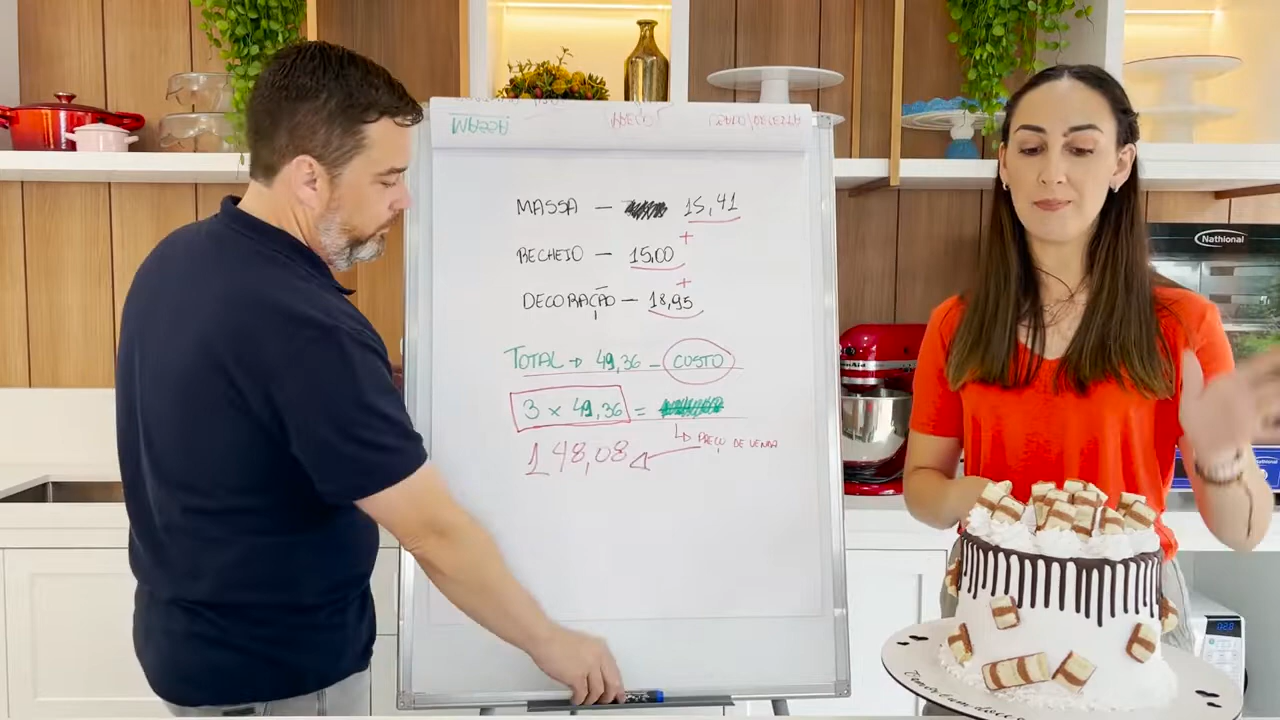 MASSA
MASSA — 15,41
+
RECHEIO — 15,00
+
DECORAÇÃO — 18,95
TOTAL → 49,36 — CUSTO
3 × 49,36 =
↳ PREÇO DE VENDA
148,08
Nathional